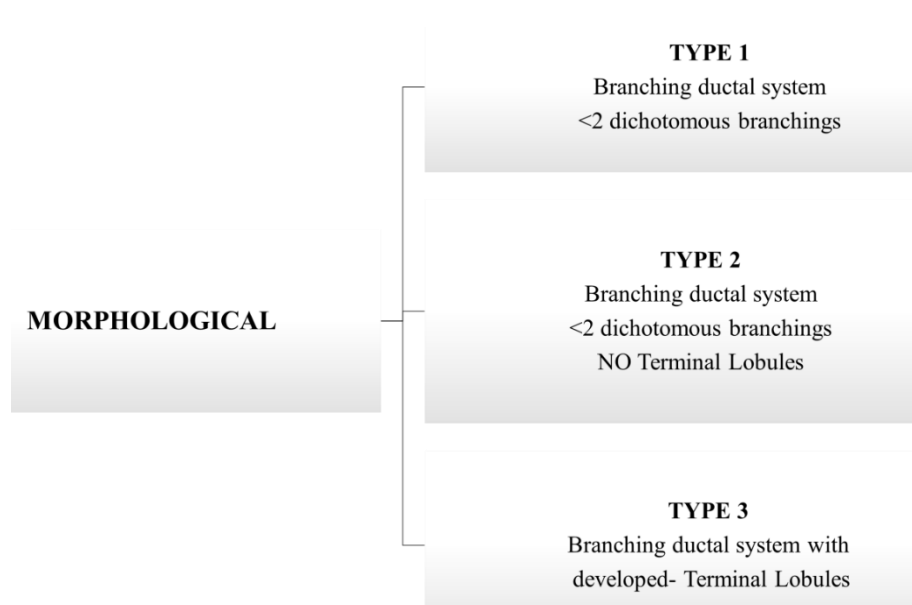 MORPHOLOGICAL
TYPE 1
Branching ductal system
<2 dichotomous branchings
TYPE 2
Branching ductal system
<2 dichotomous branchings
NO Terminal Lobules
TYPE 3
Branching ductal system with
developed- Terminal Lobules